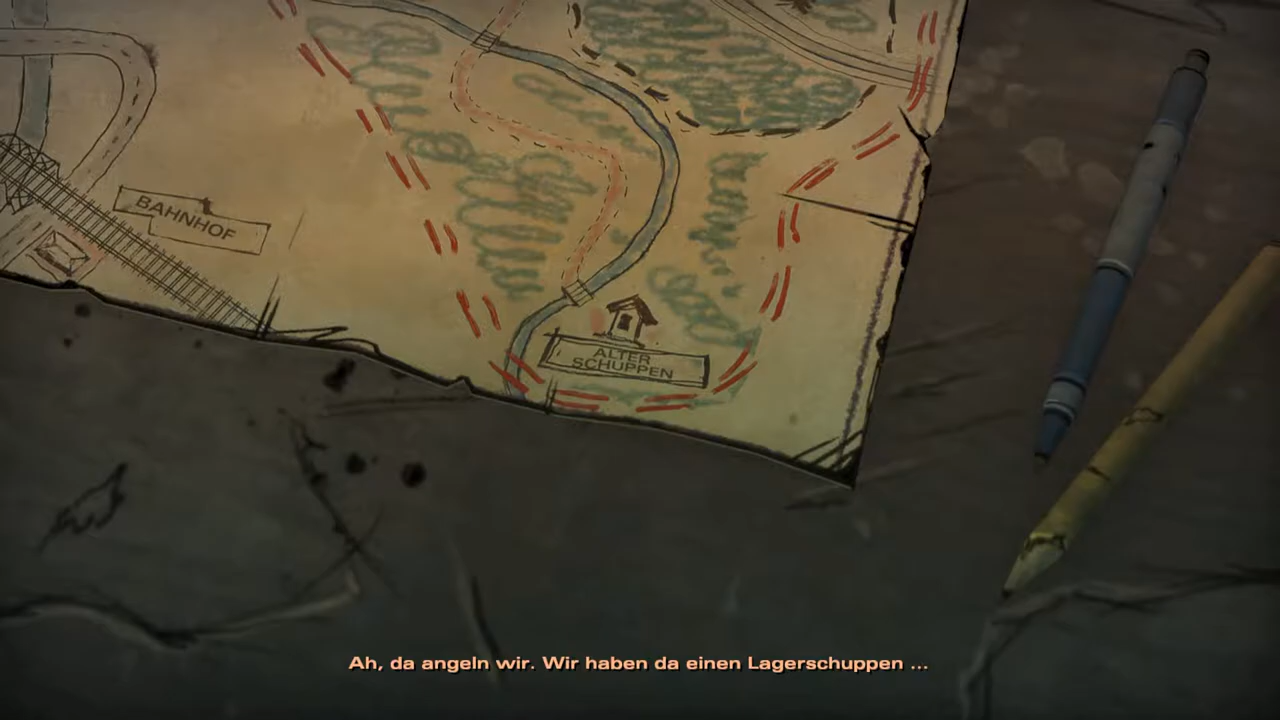 BAHNHOF
ALTER
SCHUPPEN
Ah, da angeln wir. Wir haben da einen Lagerschuppen ...